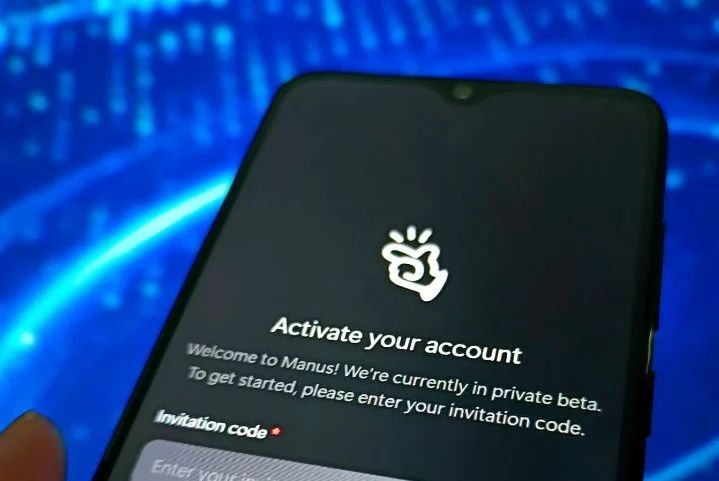 Activate your account
Welcome to Manus! We're currently in private beta.
To get started, please enter your invitation code.
Invitation code *
Enter your